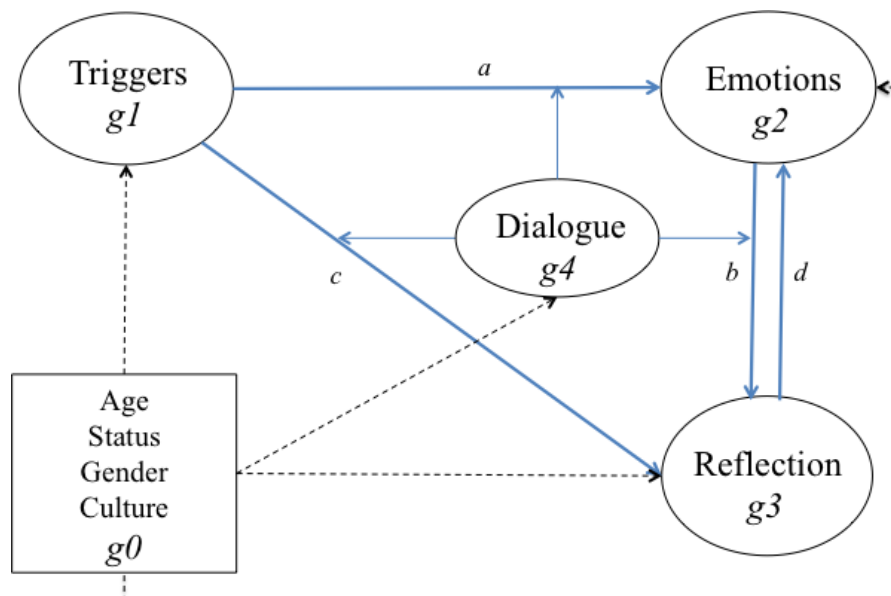 Triggers
g1
a
Emotions
g2
Dialogue
g4
c
b
d
Age
Status
Gender
Culture
g0
Reflection
g3